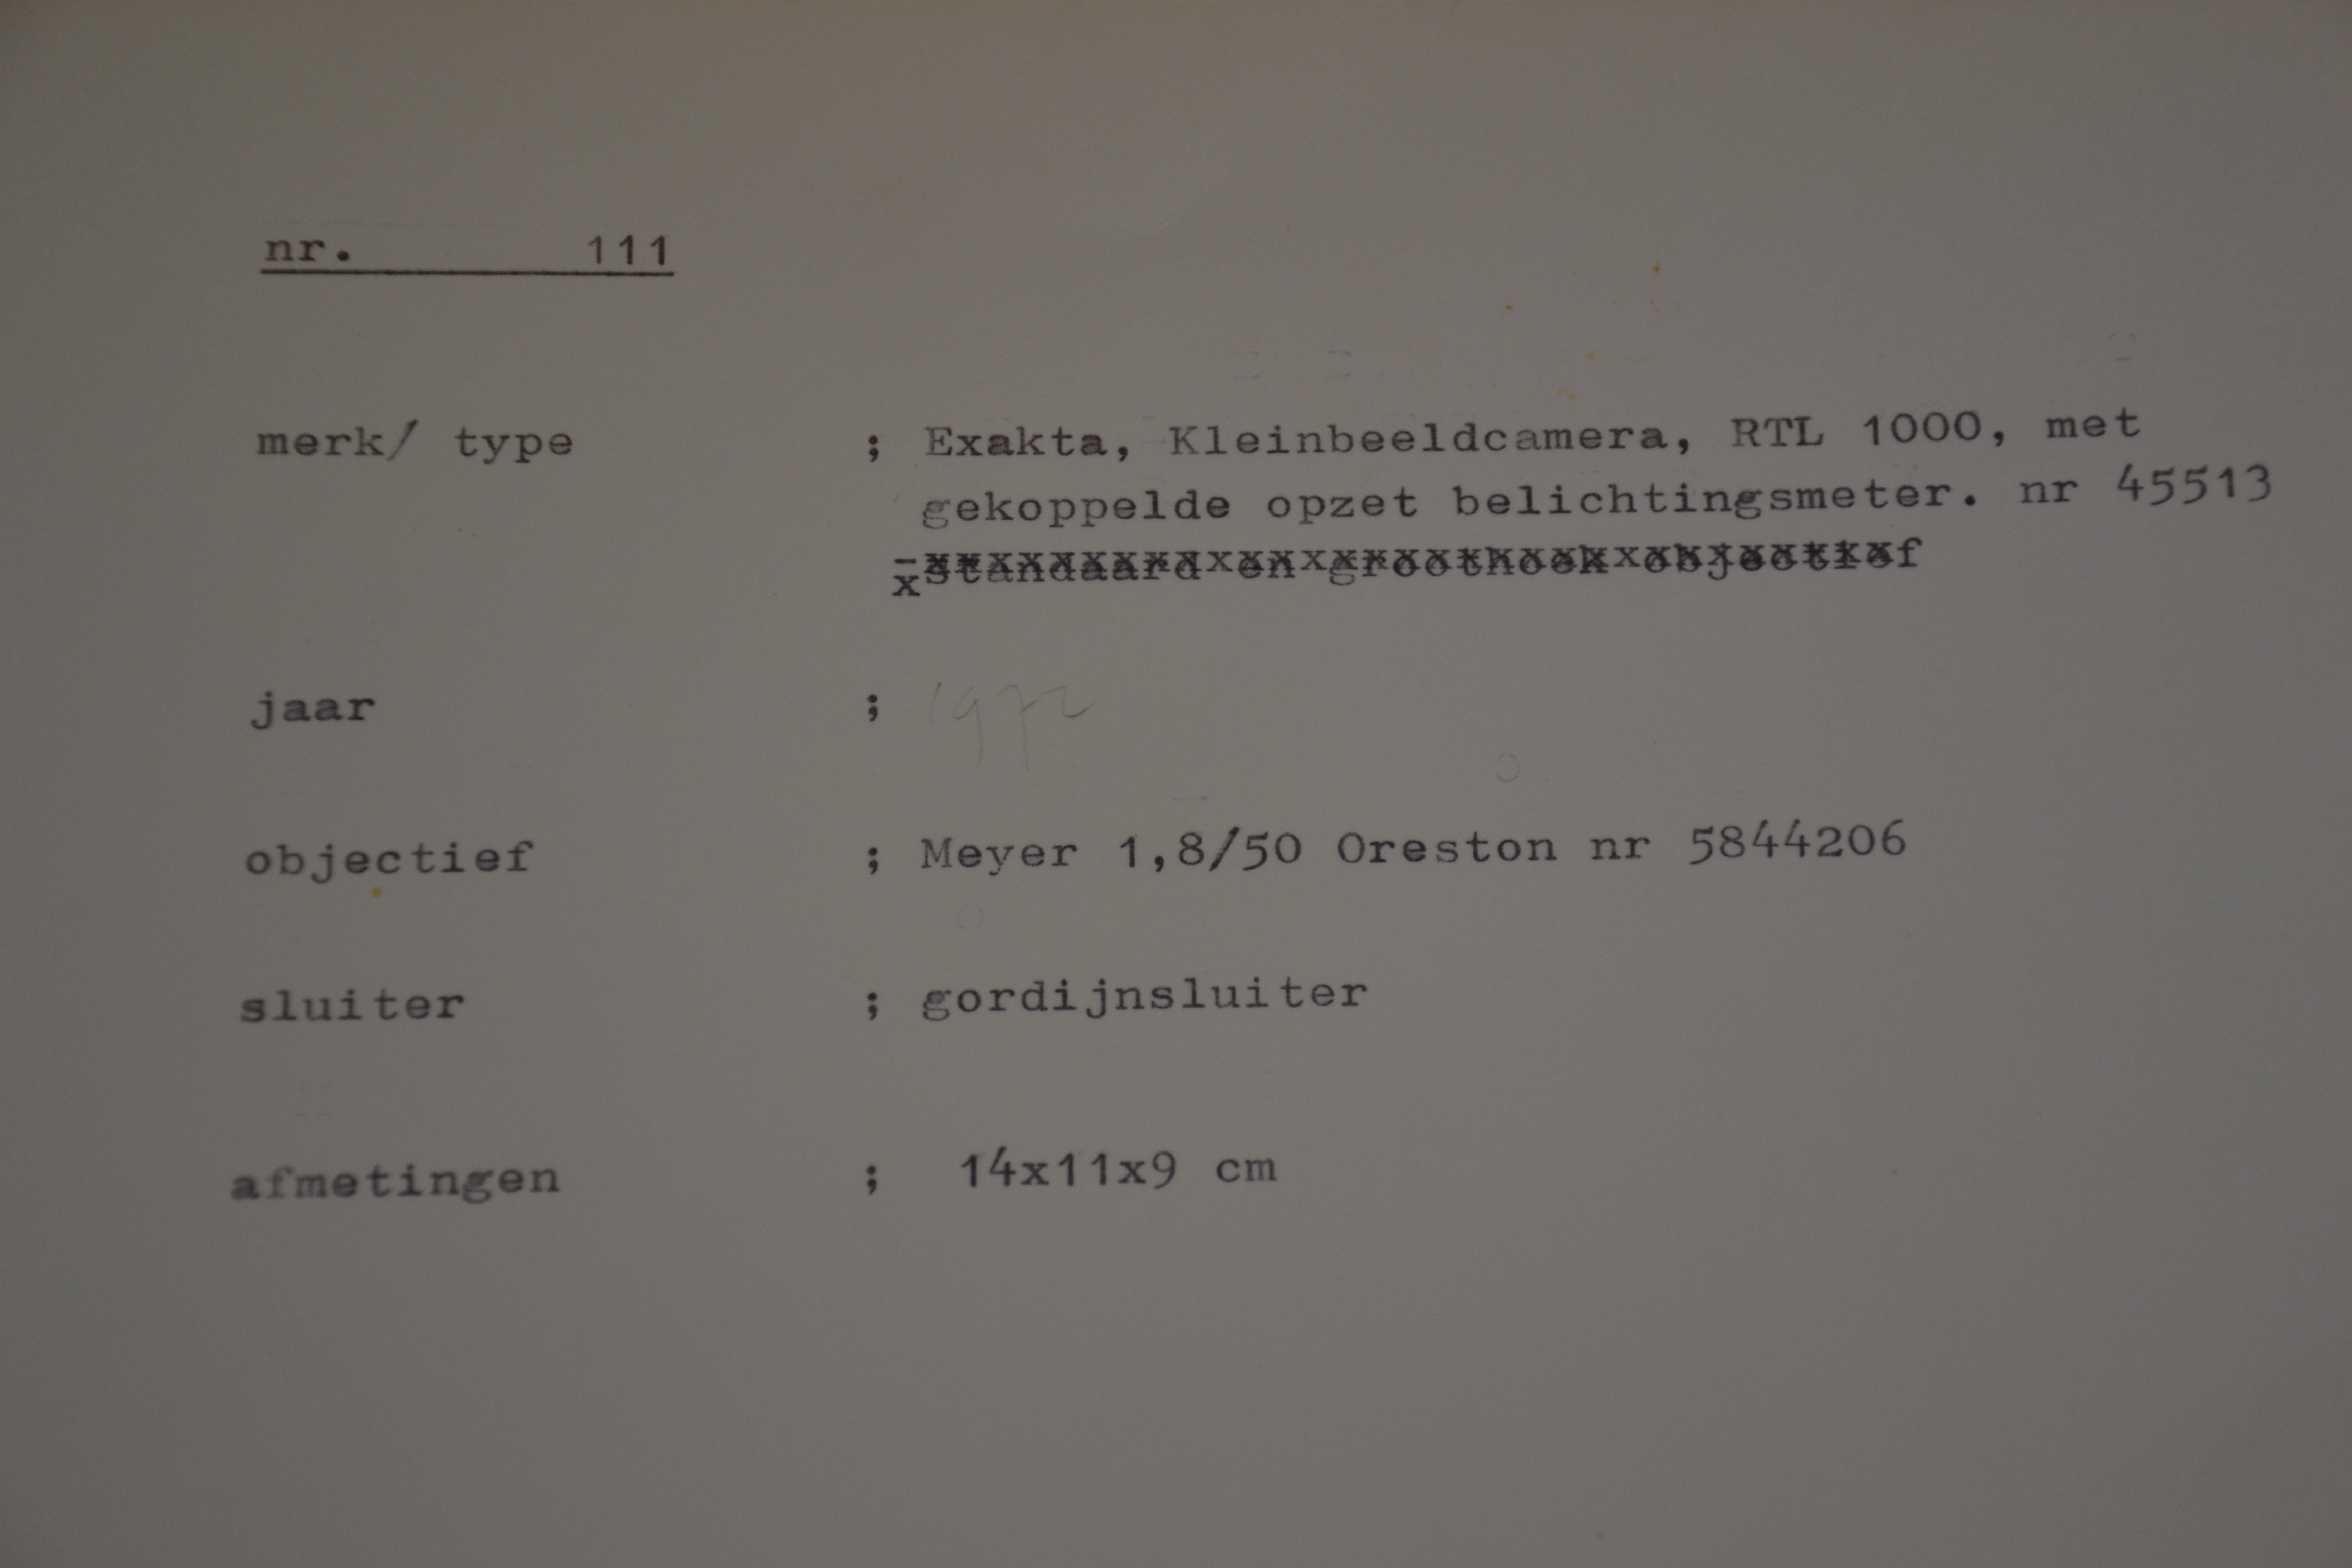 nr. 111
merk/ type ; Exakta, Kleinbeeldcamera, RTL 1000, met
gekoppelde opzet belichtingsmeter. nr 45513
-standaard en groothoek objectief
jaar ; 1972
objectief ; Meyer 1,8/50 Oreston nr 5844206
sluiter ; gordijnsluiter
afmetingen ; 14x11x9 cm